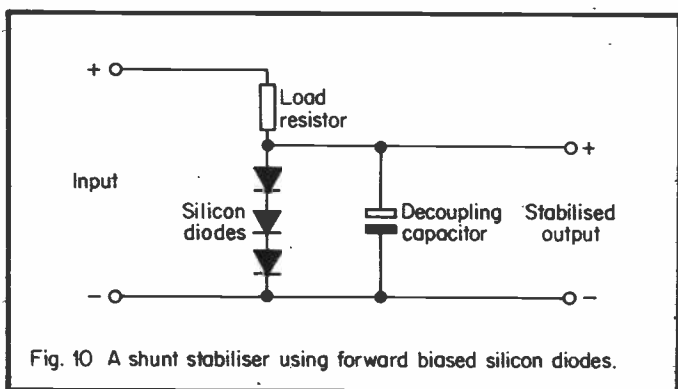 + +
Load
resistor
Input
Silicon
diodes
Decoupling
capacitor
Stabilised
output
− −
Fig. 10 A shunt stabiliser using forward biased silicon diodes.